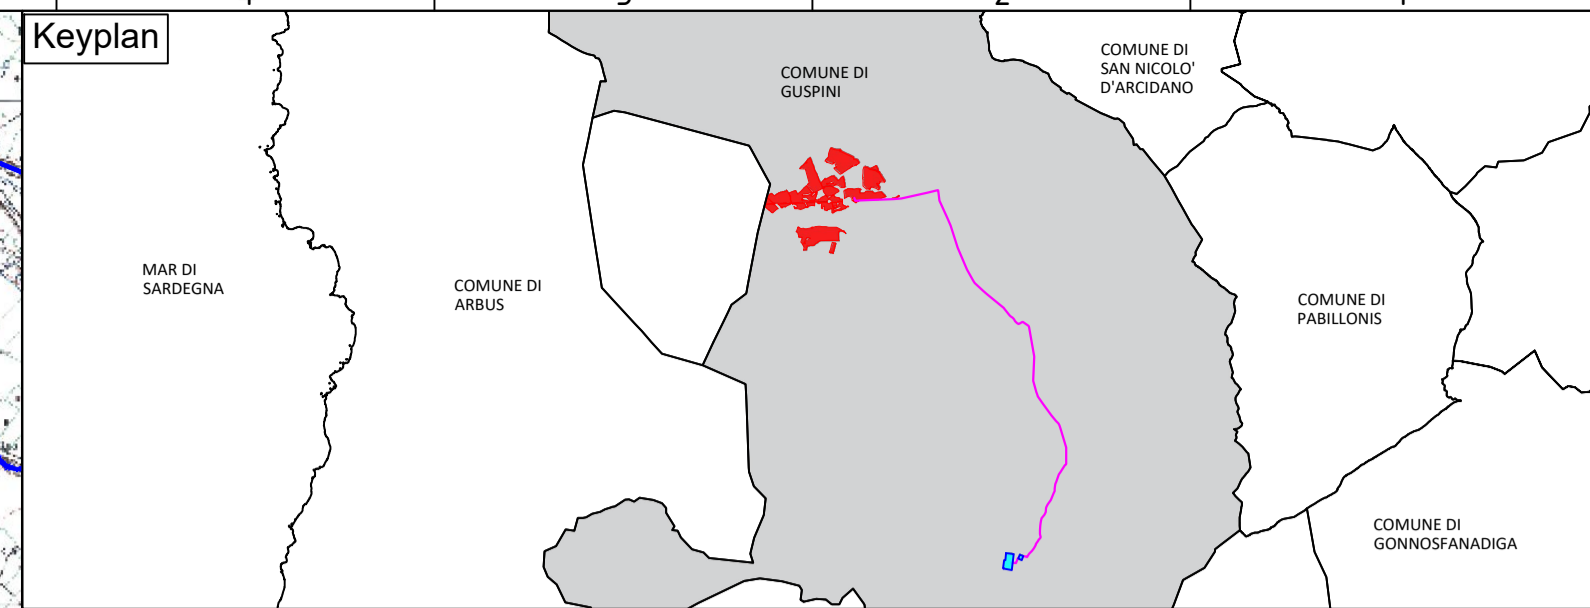 Keyplan
COMUNE DI
GUSPINI
COMUNE DI
SAN NICOLO'
D'ARCIDANO
MAR DI
SARDEGNA
COMUNE DI
ARBUS
COMUNE DI
PABILLONIS
COMUNE DI
GONNOSFANADIGA